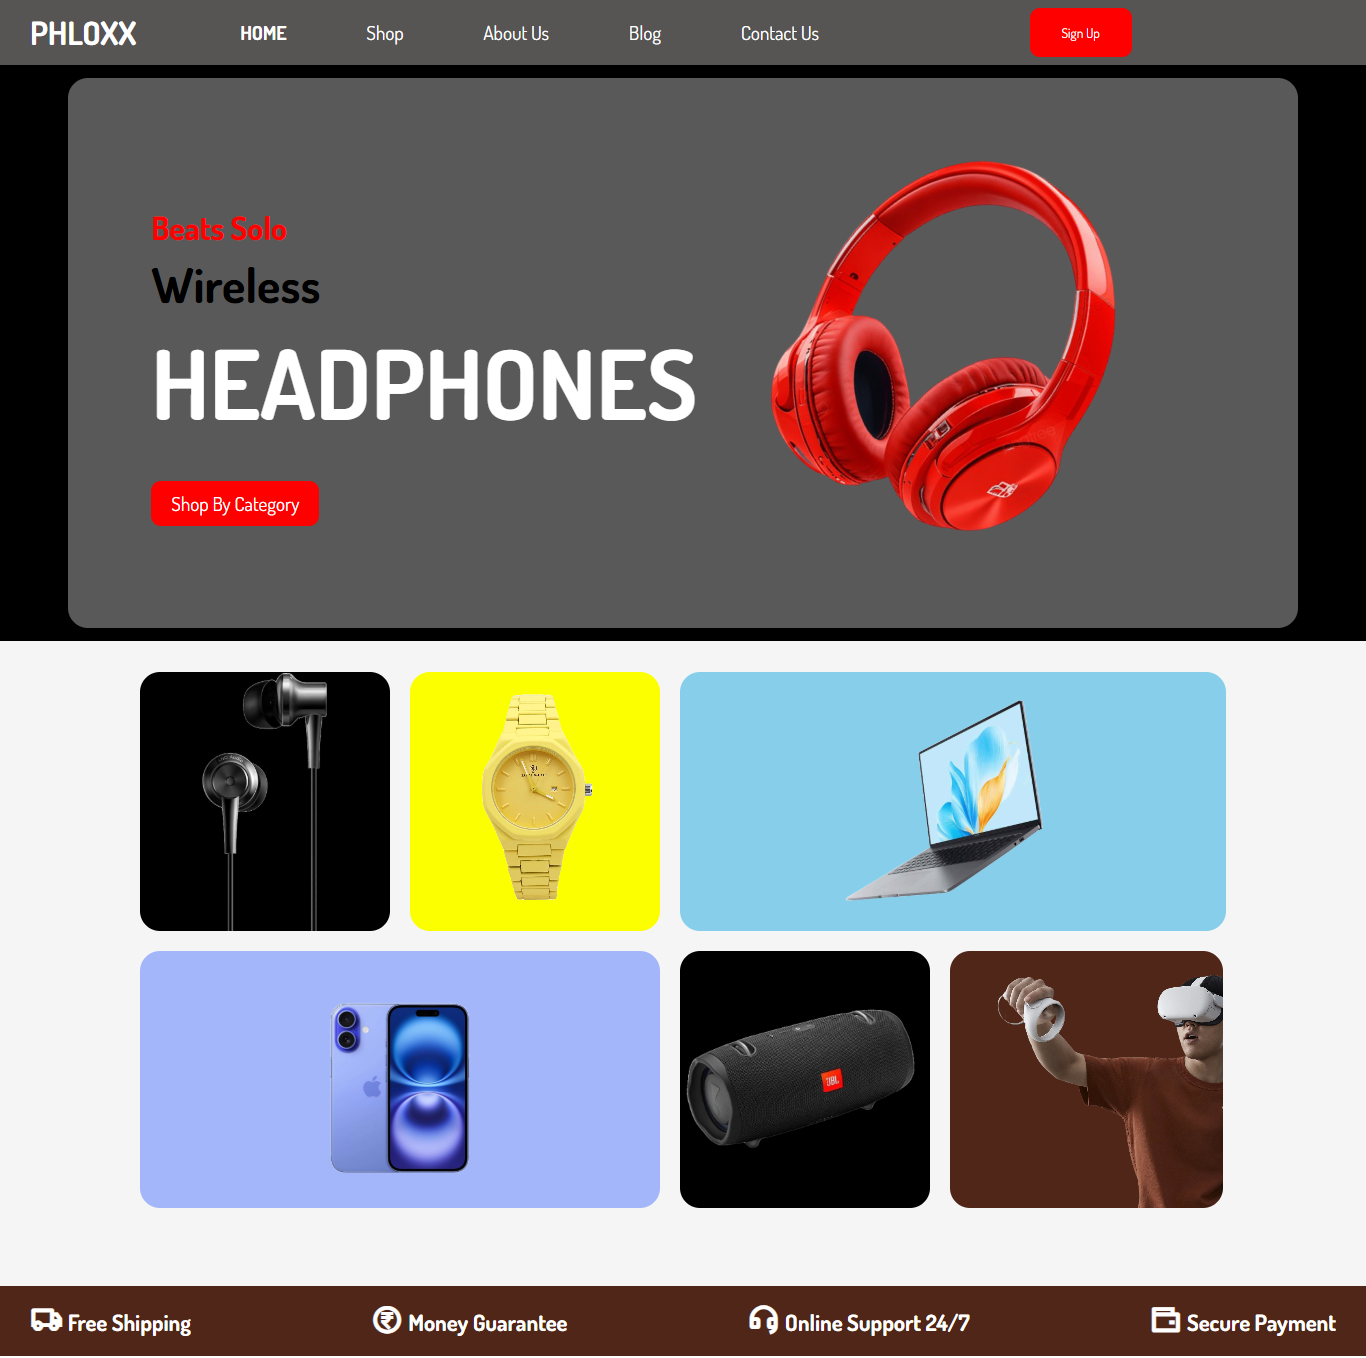 PHLOXX
HOME
Shop
About Us
Blog
Contact Us
Sign Up
Beats Solo
Wireless
HEADPHONES
Shop By Category
JBL
Free Shipping
Money Guarantee
Online Support 24/7
Secure Payment